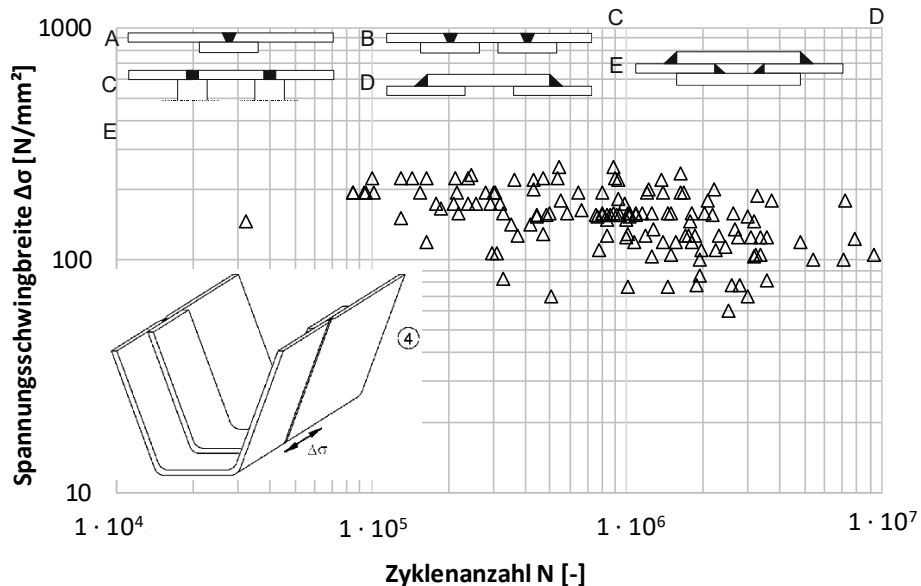 C
D
1000
A
B
C
D
E
E
Spannungsschwingbreite Δσ [N/mm²]
100
4
Δσ
10
1 · 10⁴
1 · 10⁵
1 · 10⁶
1 · 10⁷
Zyklenanzahl N [-]